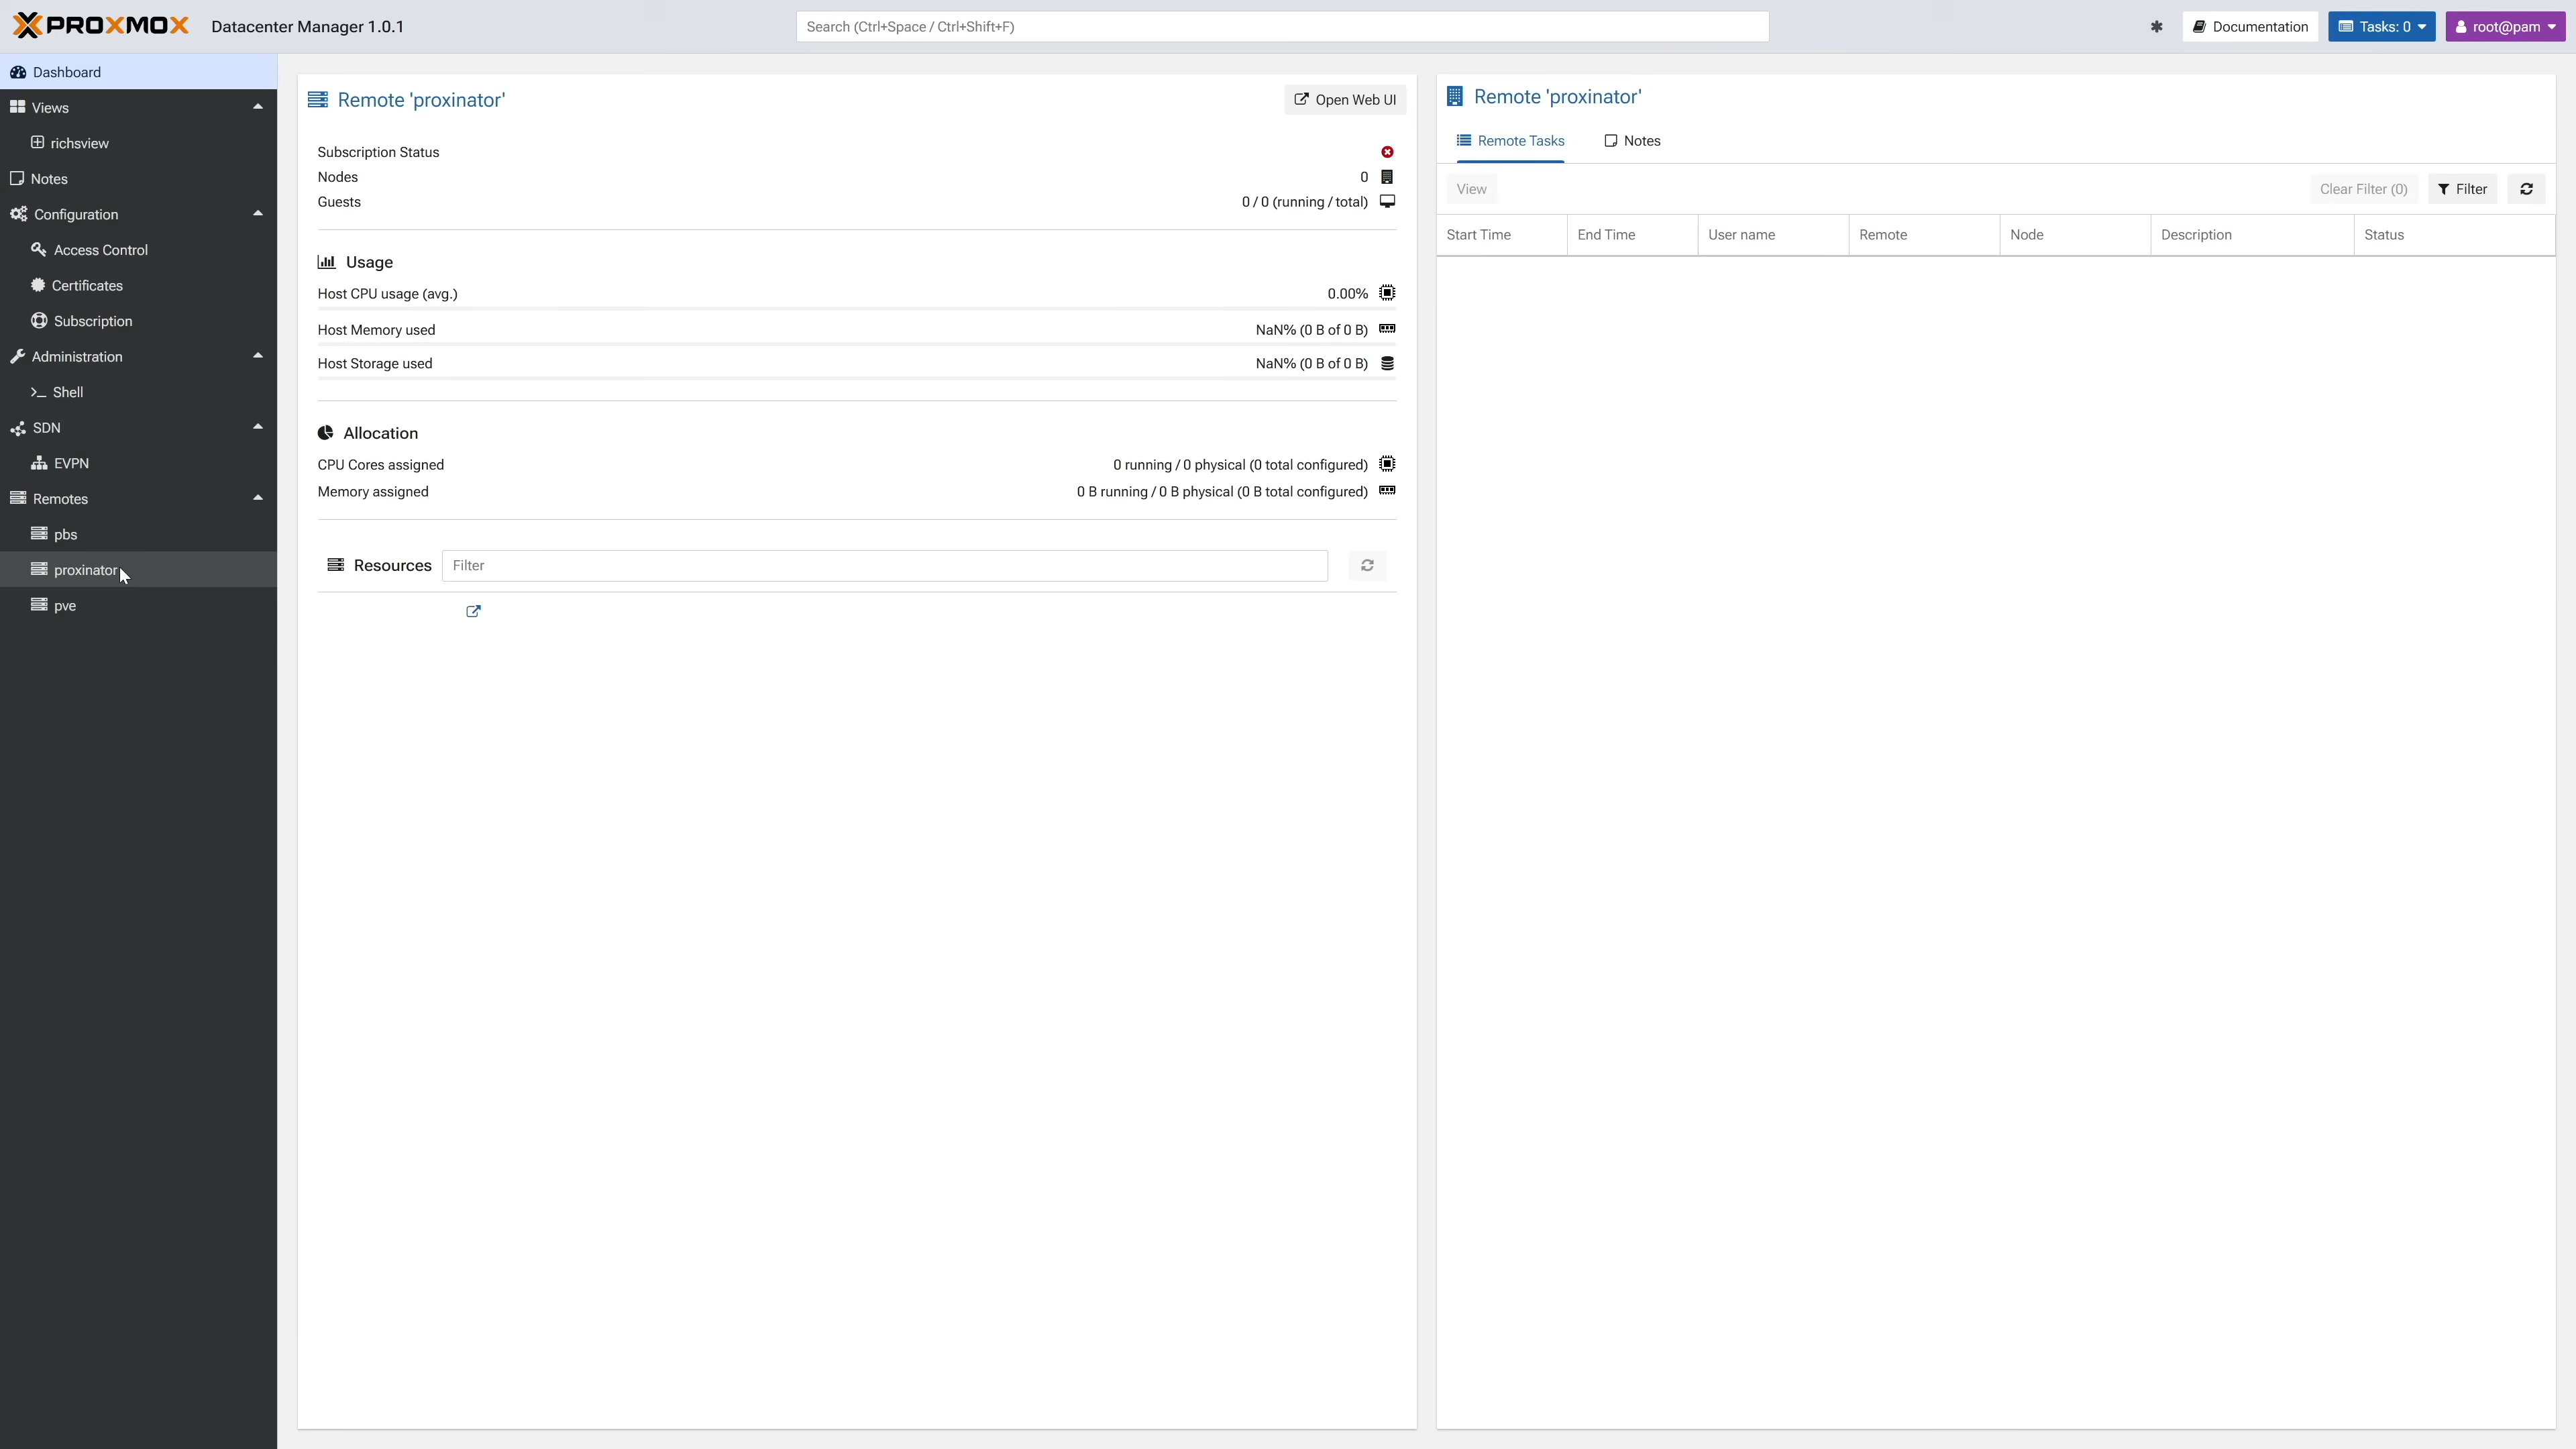 PROXMOX Datacenter Manager 1.0.1
Search (Ctrl+Space / Ctrl+Shift+F)
Documentation
Tasks: 0
root@pam
Dashboard
Views
richsview
Notes
Configuration
Access Control
Certificates
Subscription
Administration
Shell
SDN
EVPN
Remotes
pbs
proxinator
pve
Remote 'proxinator'
Open Web UI
Subscription Status
Nodes 0
Guests 0 / 0 (running / total)
Usage
Host CPU usage (avg.) 0.00%
Host Memory used NaN% (0 B of 0 B)
Host Storage used NaN% (0 B of 0 B)
Allocation
CPU Cores assigned 0 running / 0 physical (0 total configured)
Memory assigned 0 B running / 0 B physical (0 B total configured)
Resources Filter
Remote 'proxinator'
Remote Tasks Notes
View Clear Filter (0) Filter
Start Time End Time User name Remote Node Description Status